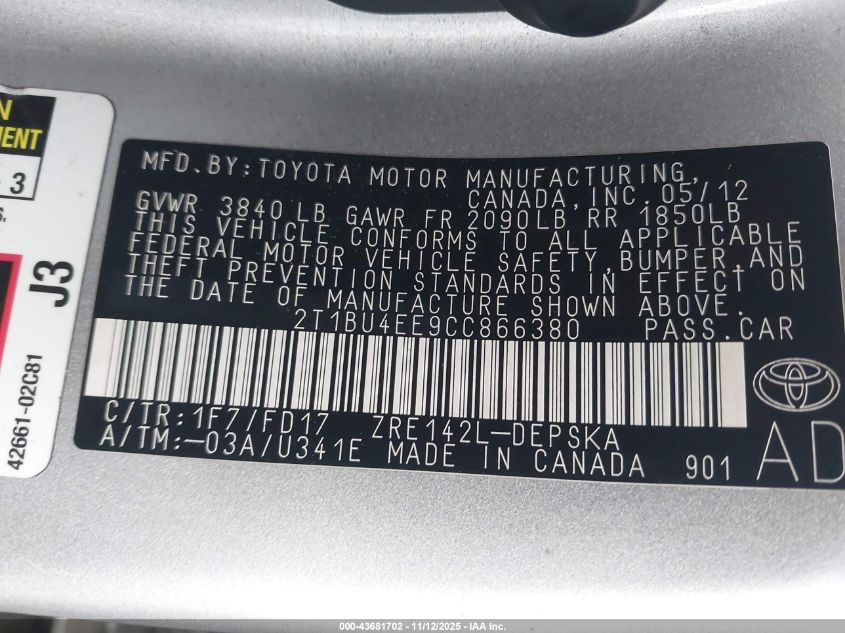 N
MENT
3
S,
J3
42661-02C81
MFD.BY:TOYOTA MOTOR MANUFACTURING,
CANADA,INC.05/12
GVWR 3840 LB GAWR FR 2090LB RR 1850LB
THIS VEHICLE CONFORMS TO ALL APPLICABLE
FEDERAL MOTOR VEHICLE SAFETY,BUMPER,AND
THEFT PREVENTION STANDARDS IN EFFECT ON
THE DATE OF MANUFACTURE SHOWN ABOVE.
2T1BU4EE9CC866380 PASS.CAR
C/TR:1F7/FD17 ZRE142L-DEPSKA
A/TM:-03A/U341E MADE IN CANADA 901
AD
000-43681702 - 11/12/2025 - IAA Inc.